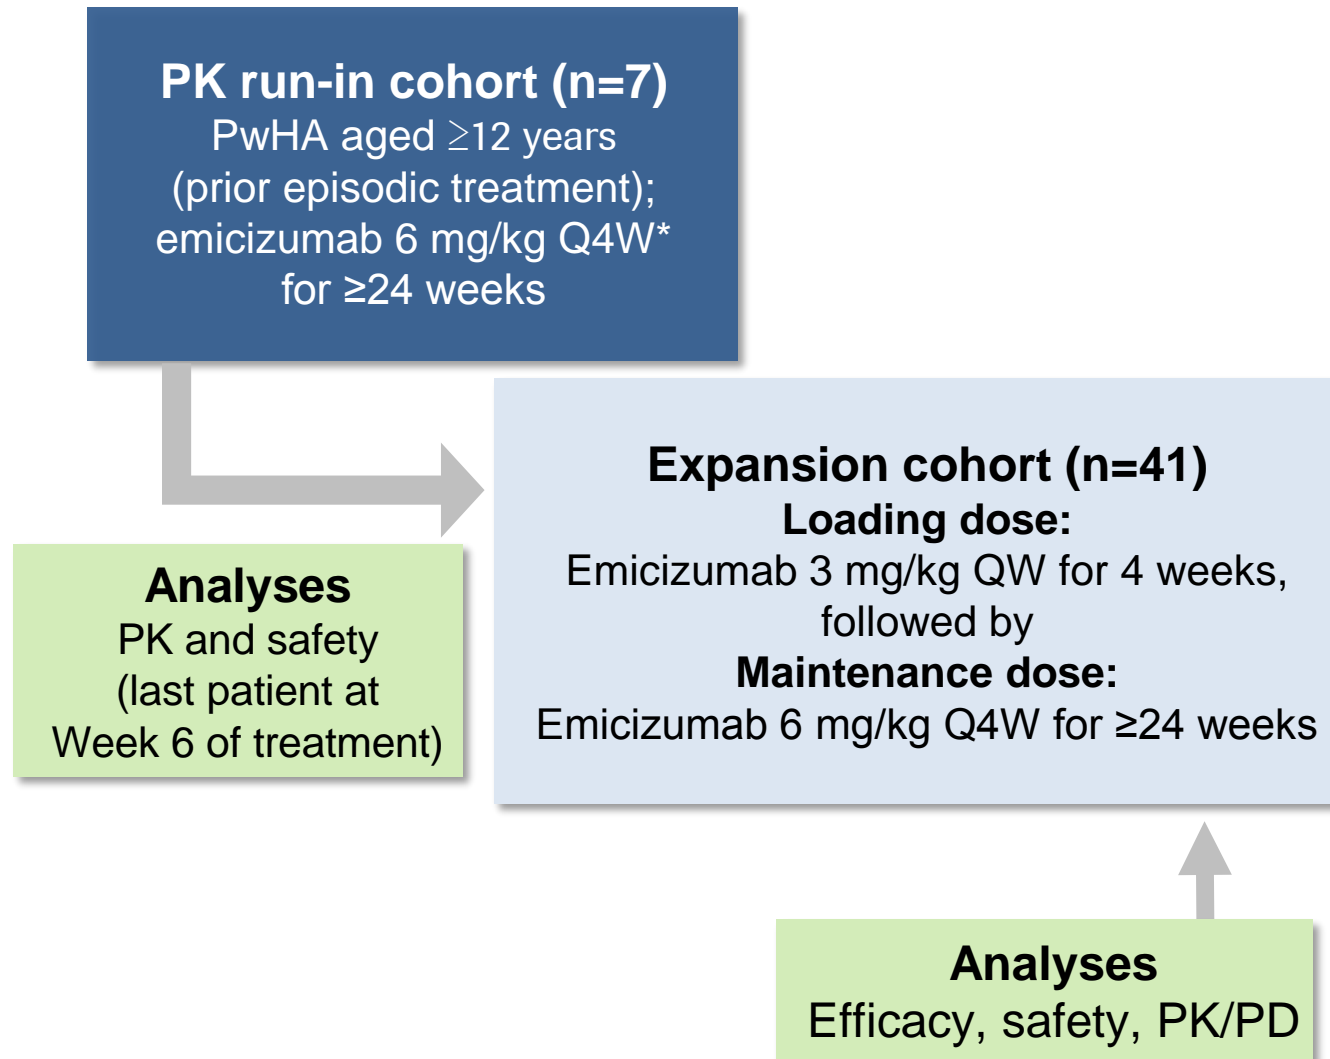 PK run-in cohort (n=7)
PwHA aged ≥12 years
(prior episodic treatment);
emicizumab 6 mg/kg Q4W*
for ≥24 weeks
Expansion cohort (n=41)
Loading dose:
Emicizumab 3 mg/kg QW for 4 weeks,
followed by
Maintenance dose:
Emicizumab 6 mg/kg Q4W for ≥24 weeks
Analyses
PK and safety
(last patient at
Week 6 of treatment)
Analyses
Efficacy, safety, PK/PD